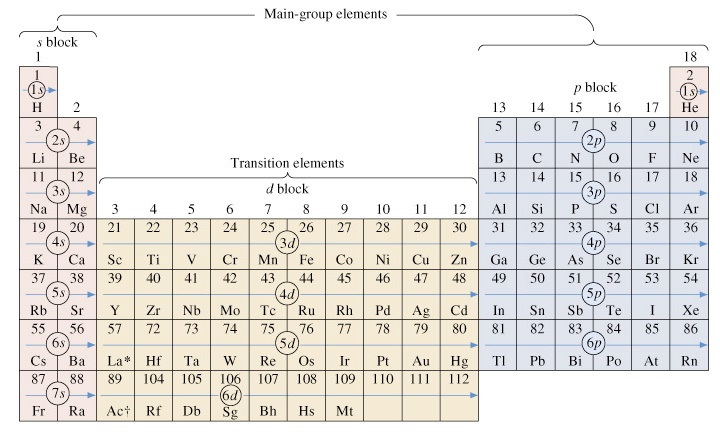 Main-group elements
s block
1 18
1 2
1s p block 1s
H 2 13 14 15 16 17 He
3 4 5 6 7 8 9 10
2s 2p
Li Be Transition elements B C N O F Ne
11 12 13 14 15 16 17 18
3s d block 3p
Na Mg 3 4 5 6 7 8 9 10 11 12 Al Si P S Cl Ar
19 20 21 22 23 24 25 26 27 28 29 30 31 32 33 34 35 36
4s 3d 4p
K Ca Sc Ti V Cr Mn Fe Co Ni Cu Zn Ga Ge As Se Br Kr
37 38 39 40 41 42 43 44 45 46 47 48 49 50 51 52 53 54
5s 4d 5p
Rb Sr Y Zr Nb Mo Tc Ru Rh Pd Ag Cd In Sn Sb Te I Xe
55 56 57 72 73 74 75 76 77 78 79 80 81 82 83 84 85 86
6s 5d 6p
Cs Ba La* Hf Ta W Re Os Ir Pt Au Hg Tl Pb Bi Po At Rn
87 88 89 104 105 106 107 108 109 110 111 112
7s 6d
Fr Ra Ac† Rf Db Sg Bh Hs Mt